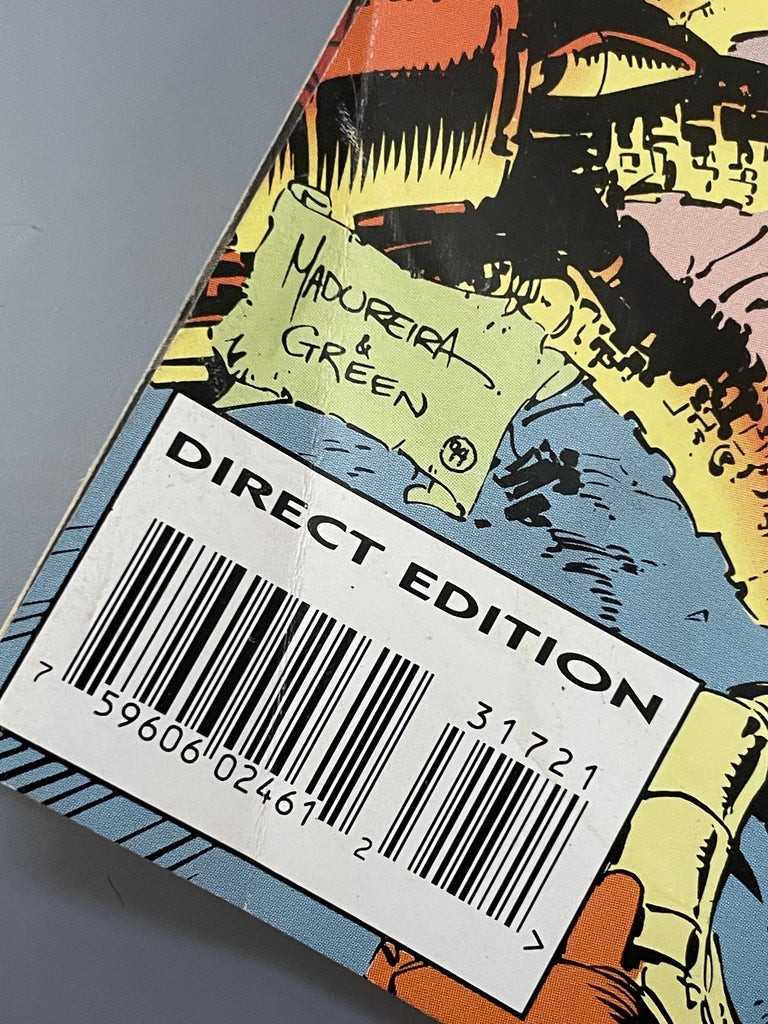 MADUREIRA
&
GREEN
94
DIRECT EDITION
31721
7 59606 02461 2 >